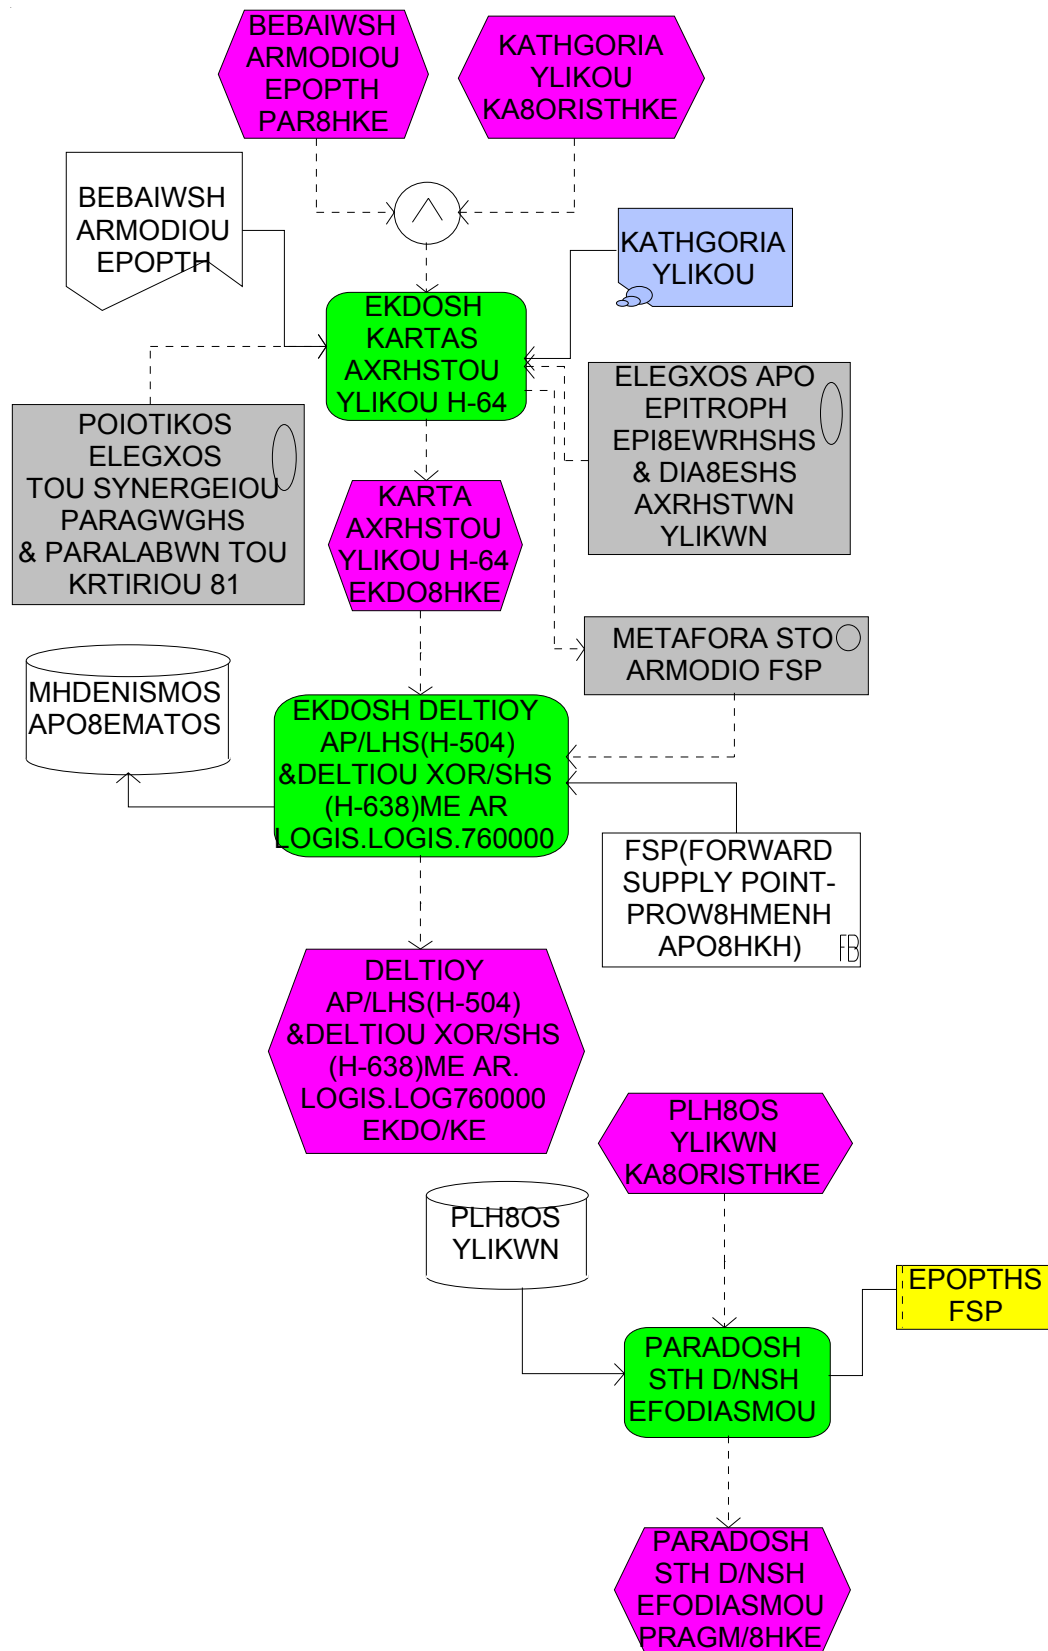 BEBAIWSH
ARMODIOU
EPOPTH
PAR8HKE
KATHGORIA
YLIKOU
KA8ORISTHKE
BEBAIWSH
ARMODIOU
EPOPTH
KATHGORIA
YLIKOU
EKDOSH
KARTAS
AXRHSTOU
YLIKOU H-64
ELEGXOS APO
EPITROPH
EPI8EWRHSHS
& DIA8ESHS
AXRHSTWN
YLIKWN
POIOTIKOS
ELEGXOS
TOU SYNERGEIOU
PARAGWGHS
& PARALABWN TOU
KRTIRIOU 81
KARTA
AXRHSTOU
YLIKOU H-64
EKDO8HKE
METAFORA STO
ARMODIO FSP
MHDENISMOS
APO8EMATOS
EKDOSH DELTIOY
AP/LHS(H-504)
&DELTIOU XOR/SHS
(H-638)ME AR
LOGIS.LOGIS.760000
FSP(FORWARD
SUPPLY POINT-
PROW8HMENH
APO8HKH)
FB
DELTIOY
AP/LHS(H-504)
&DELTIOU XOR/SHS
(H-638)ME AR.
LOGIS.LOG760000
EKDO/KE
PLH8OS
YLIKWN
KA8ORISTHKE
PLH8OS
YLIKWN
EPOPTHS
FSP
PARADOSH
STH D/NSH
EFODIASMOU
PARADOSH
STH D/NSH
EFODIASMOU
PRAGM/8HKE